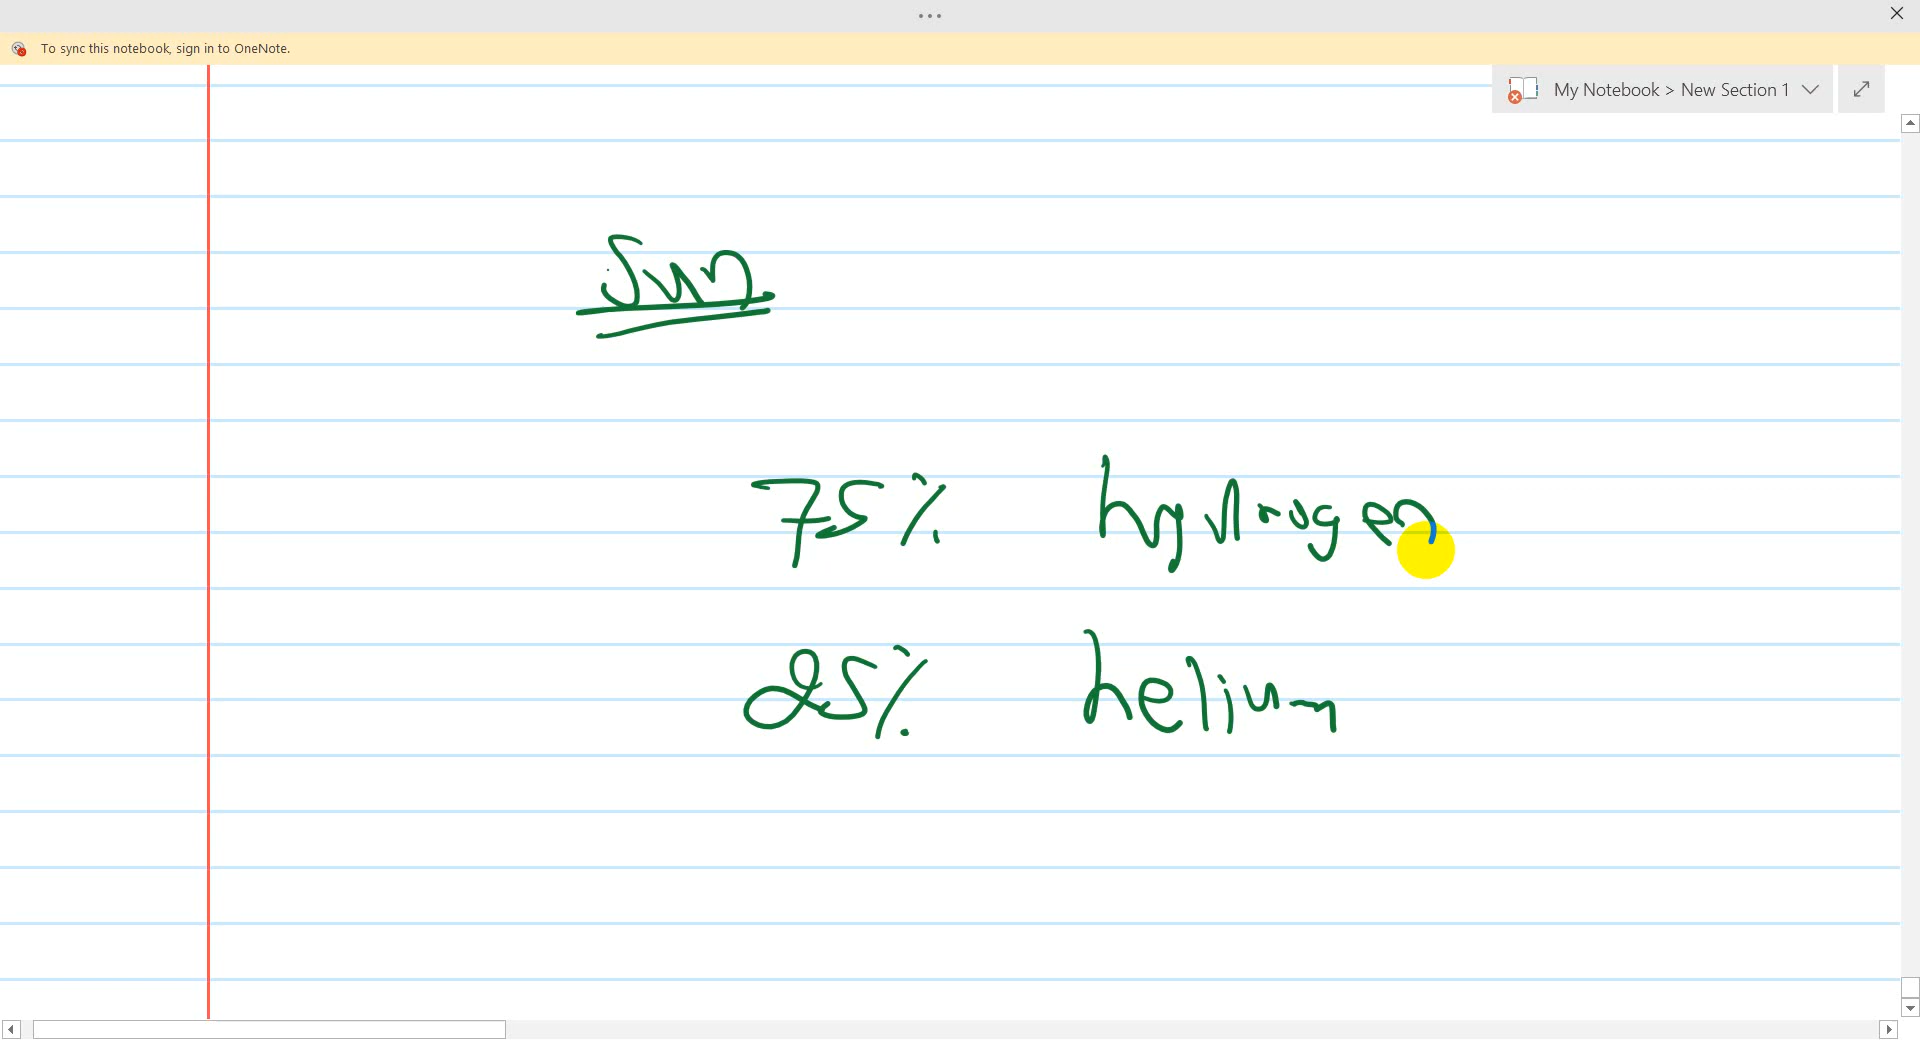 To sync this notebook, sign in to OneNote.
My Notebook > New Section 1
Sun
75% hydrogen
25% helium